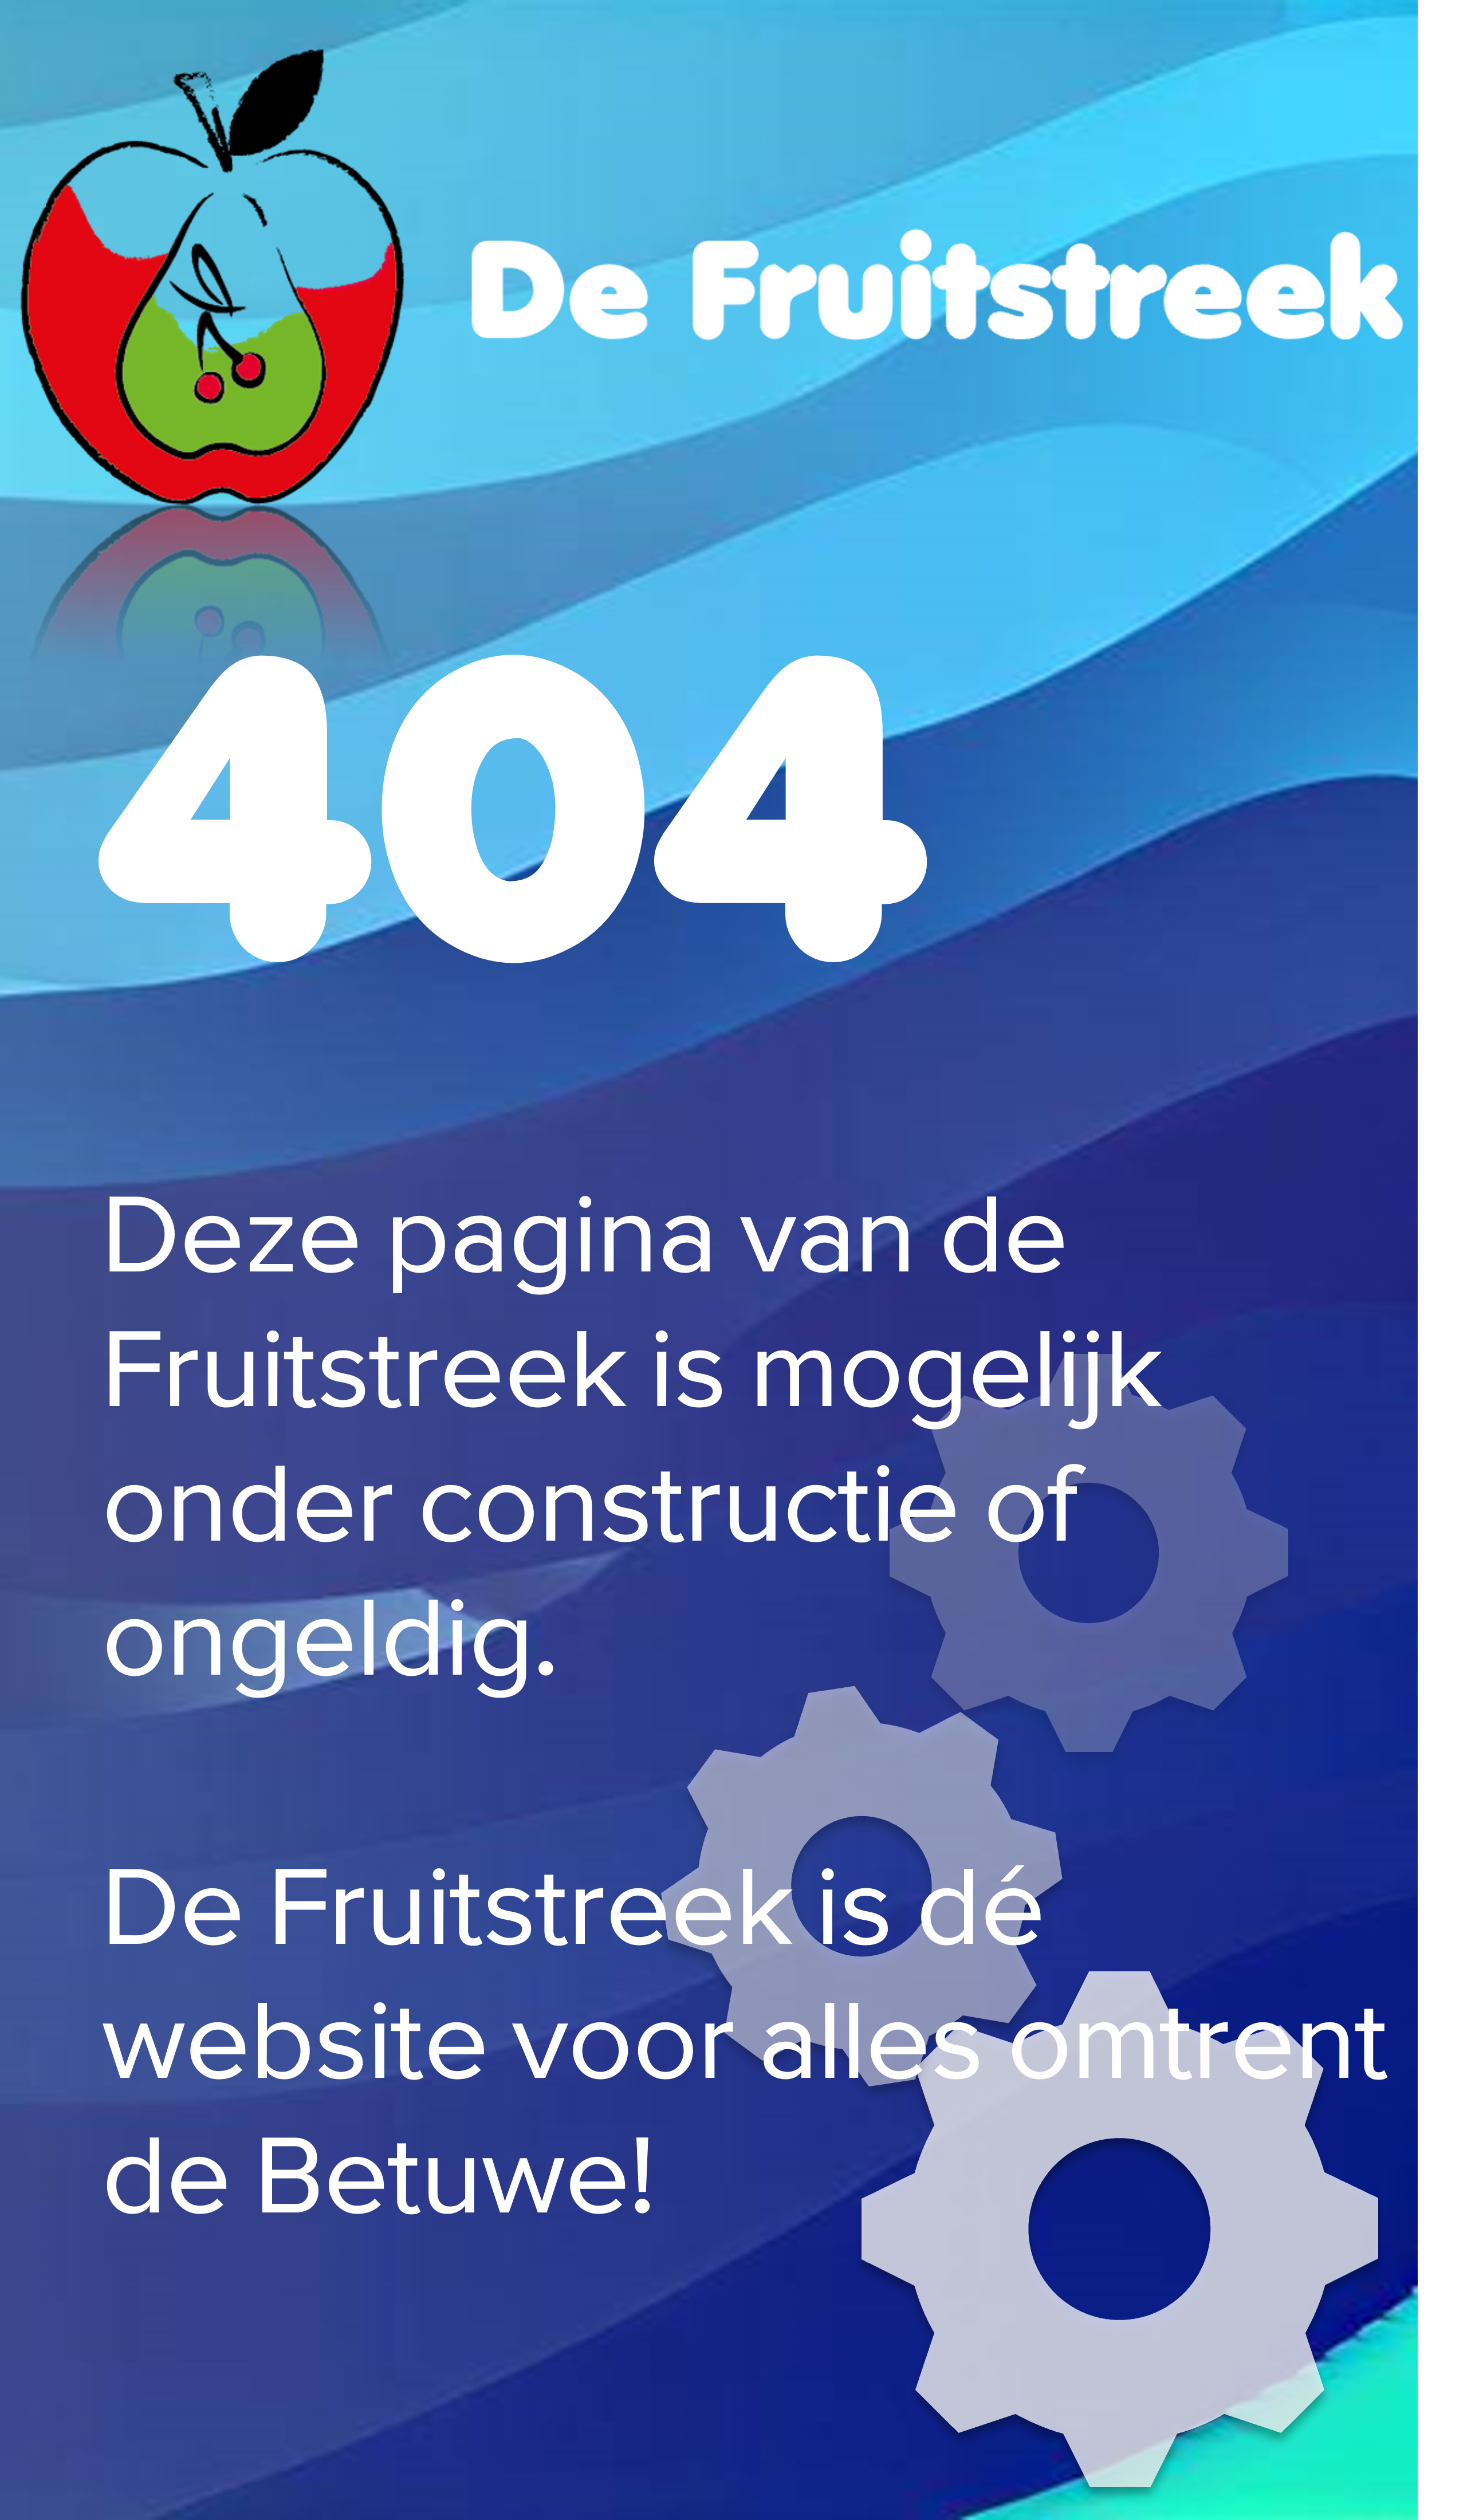 De Fruitstreek
404
Deze pagina van de
Fruitstreek is mogelijk
onder constructie of
ongeldig.
De Fruitstreek is dé
website voor alles omtrent
de Betuwe!